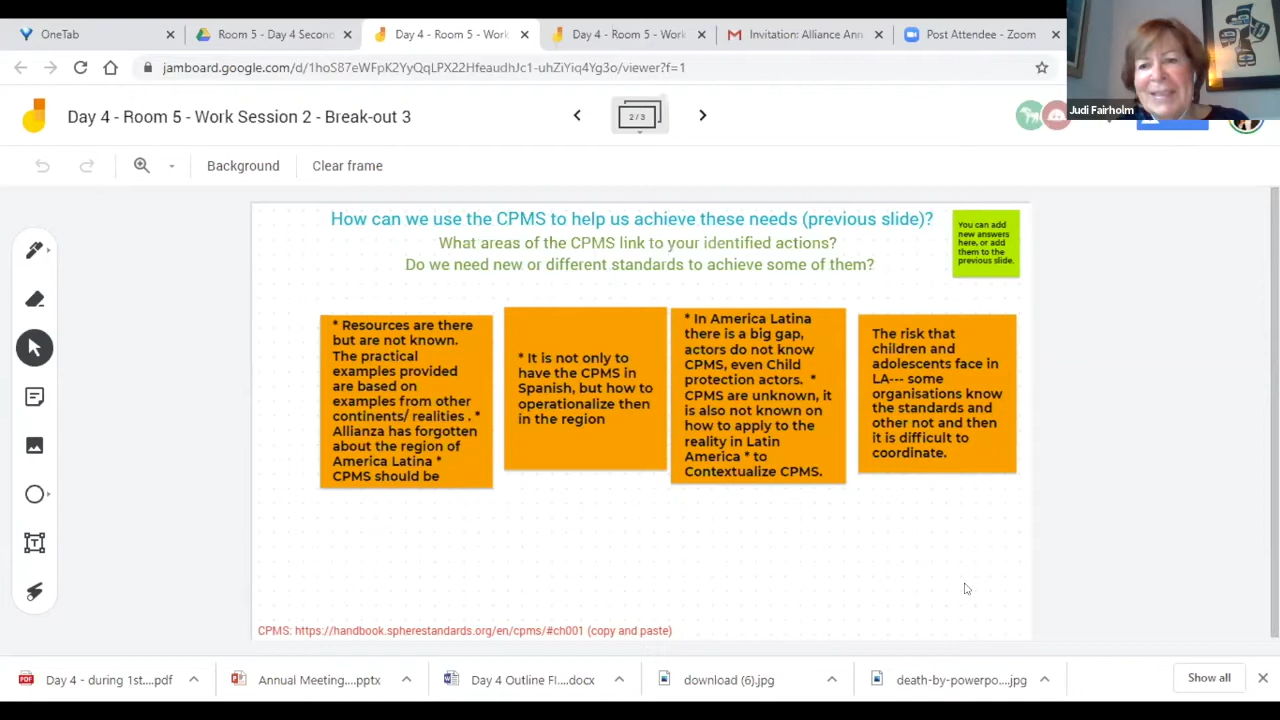 OneTab
Room 5 - Day 4 Secon
Day 4 - Room 5 - Work
Day 4 - Room 5 - Work
Invitation: Alliance Ann
Post Attendee - Zoom
jamboard.google.com/d/1hoS87eWFpK2YyQqLPX22HfeaudhJc1-uhZiYiq4Yg3o/viewer?f=1
Judi Fairholm
Day 4 - Room 5 - Work Session 2 - Break-out 3
2/3
Background
Clear frame
How can we use the CPMS to help us achieve these needs (previous slide)?
What areas of the CPMS link to your identified actions?
Do we need new or different standards to achieve some of them?
You can add
new answers
here, or add
them to the
previous slide.
* Resources are there
but are not known.
The practical
examples provided
are based on
examples from other
continents/ realities . *
Allianza has forgotten
about the region of
America Latina *
CPMS should be
* It is not only to
have the CPMS in
Spanish, but how to
operationalize then
in the region
* In America Latina
there is a big gap,
actors do not know
CPMS, even Child
protection actors. *
CPMS are unknown, it
is also not known on
how to apply to the
reality in Latin
America * to
Contextualize CPMS.
The risk that
children and
adolescents face in
LA--- some
organisations know
the standards and
other not and then
it is difficult to
coordinate.
CPMS: https://handbook.spherestandards.org/en/cpms/#ch001 (copy and paste)
Day 4 - during 1st....pdf
Annual Meeting....pptx
Day 4 Outline FI....docx
download (6).jpg
death-by-powerpo....jpg
Show all